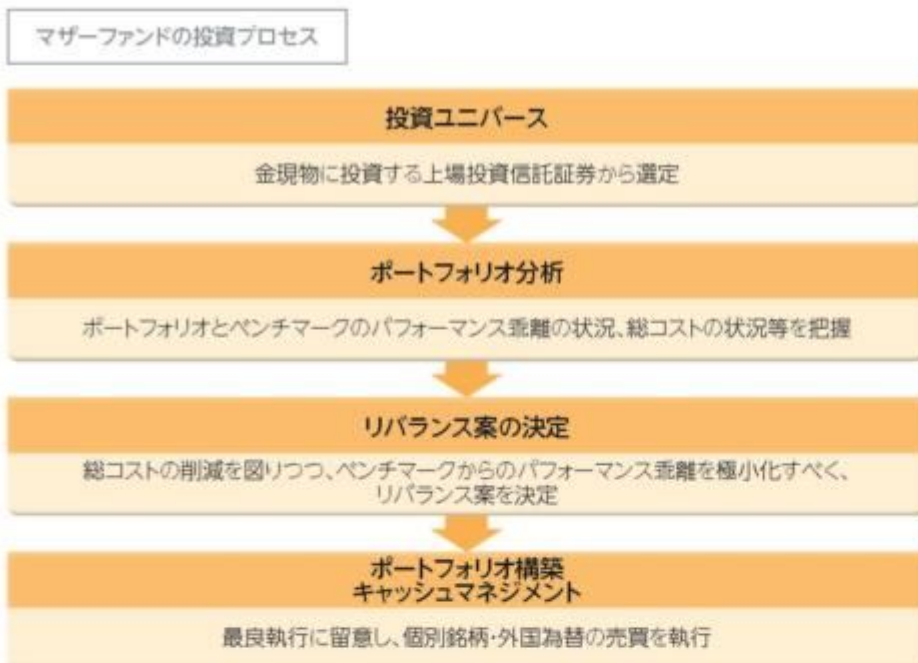 マザーファンドの投資プロセス
投資ユニバース
金現物に投資する上場投資信託証券から選定
ポートフォリオ分析
ポートフォリオとベンチマークのパフォーマンス乖離の状況、総コストの状況等を把握
リバランス案の決定
総コストの削減を図りつつ、ベンチマークからのパフォーマンス乖離を極小化すべく、
リバランス案を決定
ポートフォリオ構築
キャッシュマネジメント
最良執行に留意し、個別銘柄・外国為替の売買を執行